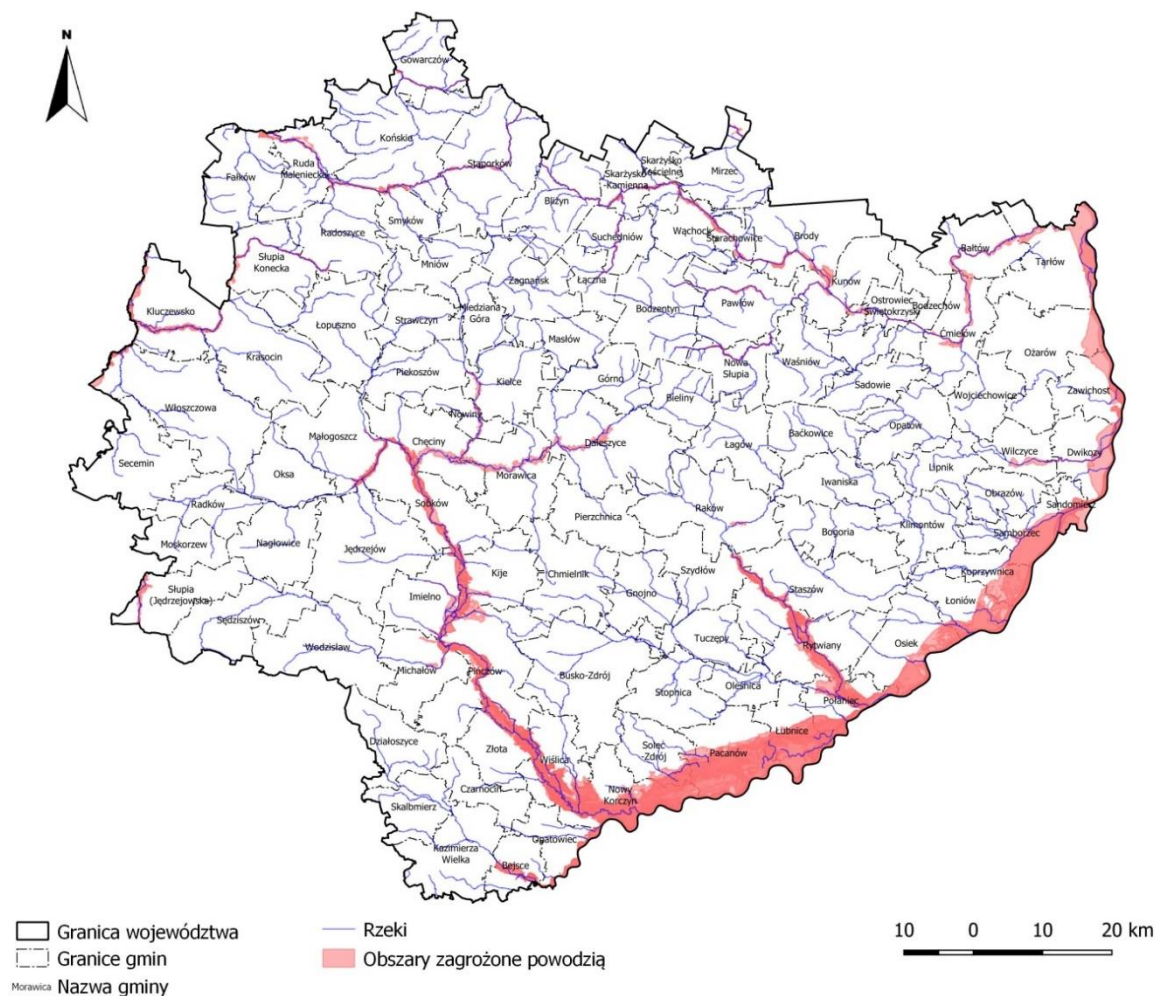 N
Gowarczów
Końskie
Stąporków
Ruda
Maleniecka
Fałków
Smyków
Radoszyce
Słupia
Konecka
Mniów
Bliżyn
Skarżysko
Kamienna
Skarżysko
Kościelne
Mirzec
Suchedniów
Wąchock
Starachowice
Brody
Zagnańsk
Łączna
Kunów
Bałtów
Tarłów
Kluczewsko
Łopuszno
Strawczyn
Miedziana
Góra
Masłów
Bodzentyn
Pawłów
Ostrowiec
Świętokrzyski
Bodzechów
Ćmielów
Krasocin
Piekoszów
Kielce
Górno
Nowa
Słupia
Waśniów
Sadowie
Ożarów
Wojciechowice
Zawichost
Włoszczowa
Nowiny
Bieliny
Małogoszcz
Chęciny
Daleszyce
Łagów
Baćkowice
Opatów
Secemin
Oksa
Morawica
Lipnik
Wilczyce
Dwikozy
Radków
Sobków
Pierzchnica
Raków
Iwaniska
Obrazów
Sandomierz
Moskorzew
Nagłowice
Jędrzejów
Bogoria
Klimontów
Samborzec
Słupia
(Jędrzejowska)
Imielno
Kije
Chmielnik
Gnojno
Szydłów
Staszów
Koprzywnica
Łoniów
Sędziszów
Wodzisław
Michałów
Pińczów
Busko-Zdrój
Tuczępy
Rytwiany
Osiek
Stopnica
Oleśnica
Połaniec
Działoszyce
Złota
Wiślica
Solec-
Zdrój
Pacanów
Łubnice
Skalbmierz
Czarnocin
Nowy
Korczyn
Kazimierza
Wielka
Opatowiec
Bejsce
Granica województwa
Granice gmin
Morawica Nazwa gminy
Rzeki
Obszary zagrożone powodzią
10 0 10 20 km